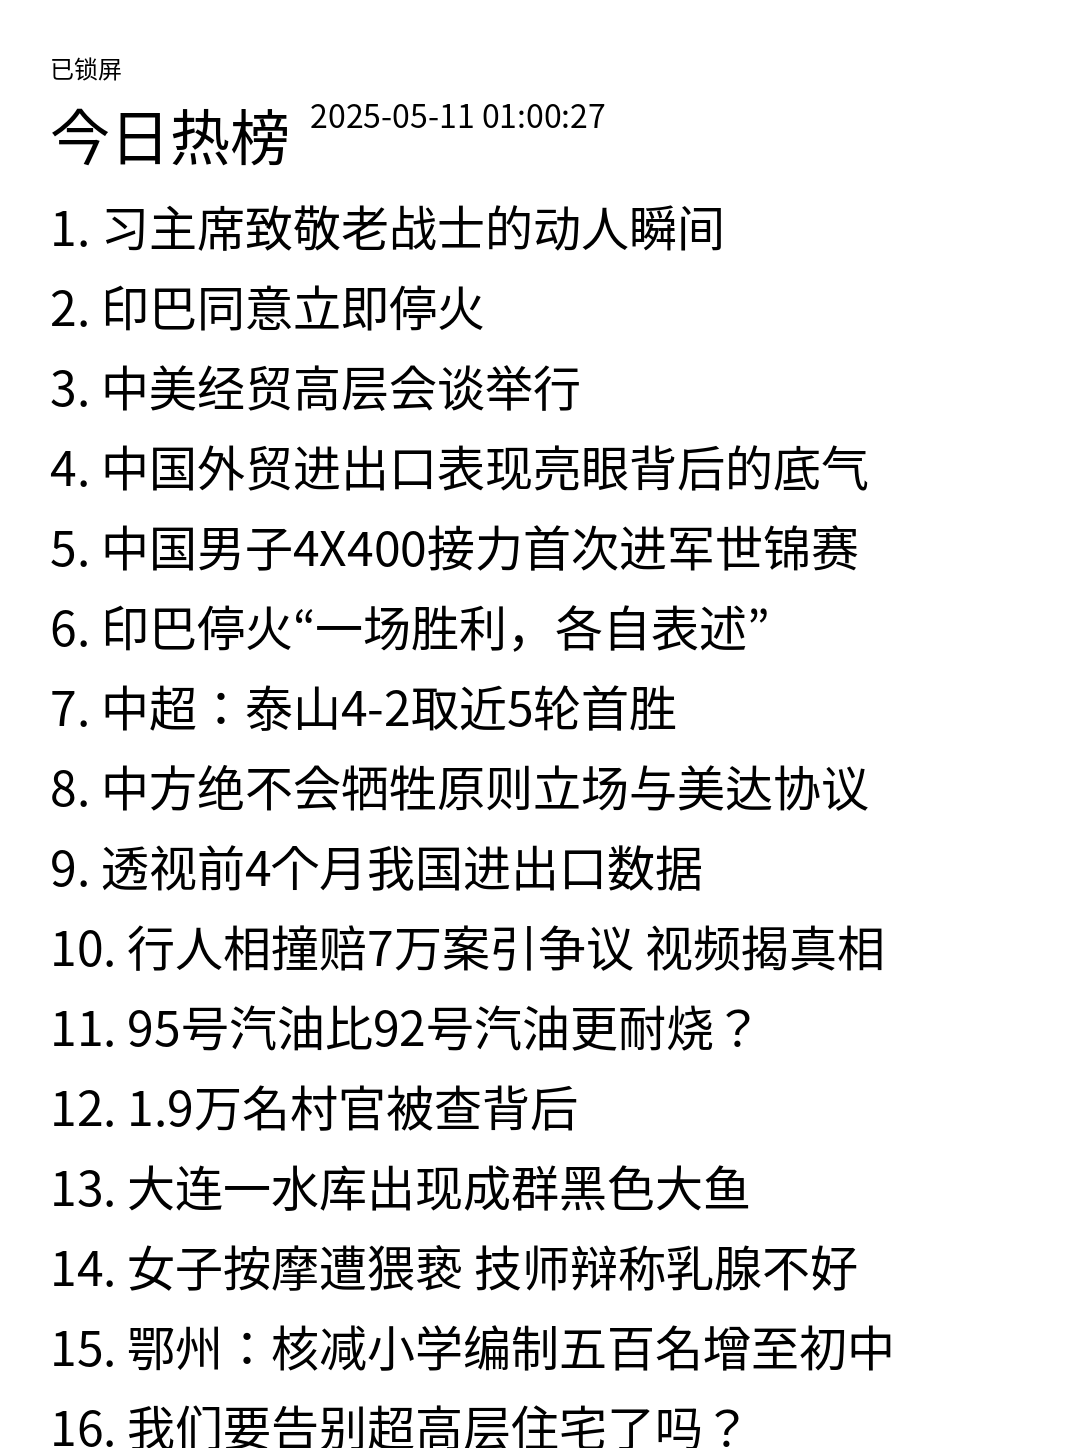 已锁屏
今日热榜 2025-05-11 01:00:27
1. 习主席致敬老战士的动人瞬间
2. 印巴同意立即停火
3. 中美经贸高层会谈举行
4. 中国外贸进出口表现亮眼背后的底气
5. 中国男子4X400接力首次进军世锦赛
6. 印巴停火“一场胜利，各自表述”
7. 中超：泰山4-2取近5轮首胜
8. 中方绝不会牺牲原则立场与美达协议
9. 透视前4个月我国进出口数据
10. 行人相撞赔7万案引争议 视频揭真相
11. 95号汽油比92号汽油更耐烧？
12. 1.9万名村官被查背后
13. 大连一水库出现成群黑色大鱼
14. 女子按摩遭猥亵 技师辩称乳腺不好
15. 鄂州：核减小学编制五百名增至初中
16. 我们要告别超高层住宅了吗？